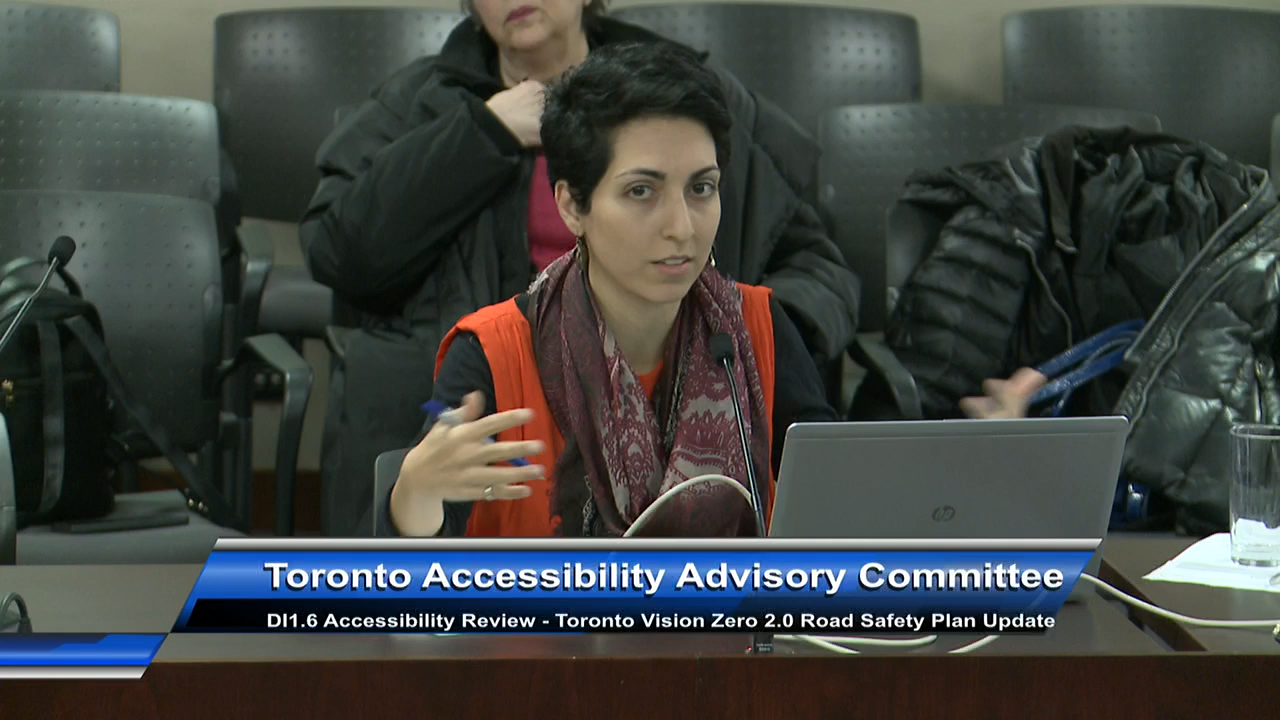 hp
Toronto Accessibility Advisory Committee
DI1.6 Accessibility Review - Toronto Vision Zero 2.0 Road Safety Plan Update